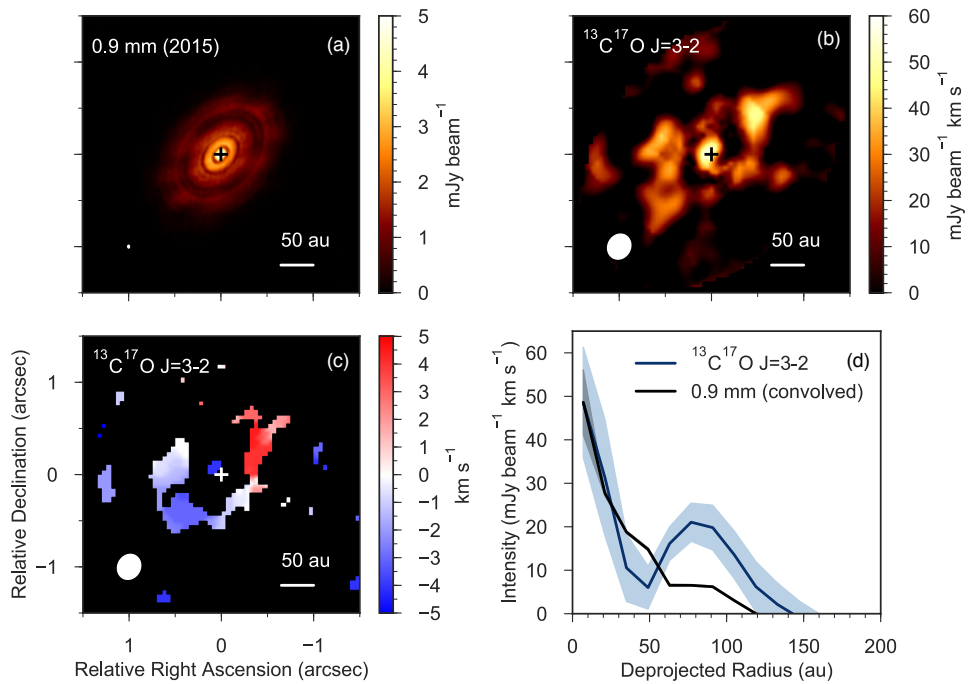 0.9 mm (2015)
(a)
50 au
5
4
3
2
1
0
mJy beam⁻¹
¹³C¹⁷O J=3-2
(b)
50 au
60
50
40
30
20
10
0
mJy beam⁻¹ km s⁻¹
¹³C¹⁷O J=3-2
(c)
50 au
1
0
−1
Relative Declination (arcsec)
1
0
−1
Relative Right Ascension (arcsec)
5
4
3
2
1
0
−1
−2
−3
−4
−5
km s⁻¹
(d)
¹³C¹⁷O J=3-2
0.9 mm (convolved)
60
50
40
30
20
10
0
Intensity (mJy beam⁻¹ km s⁻¹)
0
50
100
150
200
Deprojected Radius (au)